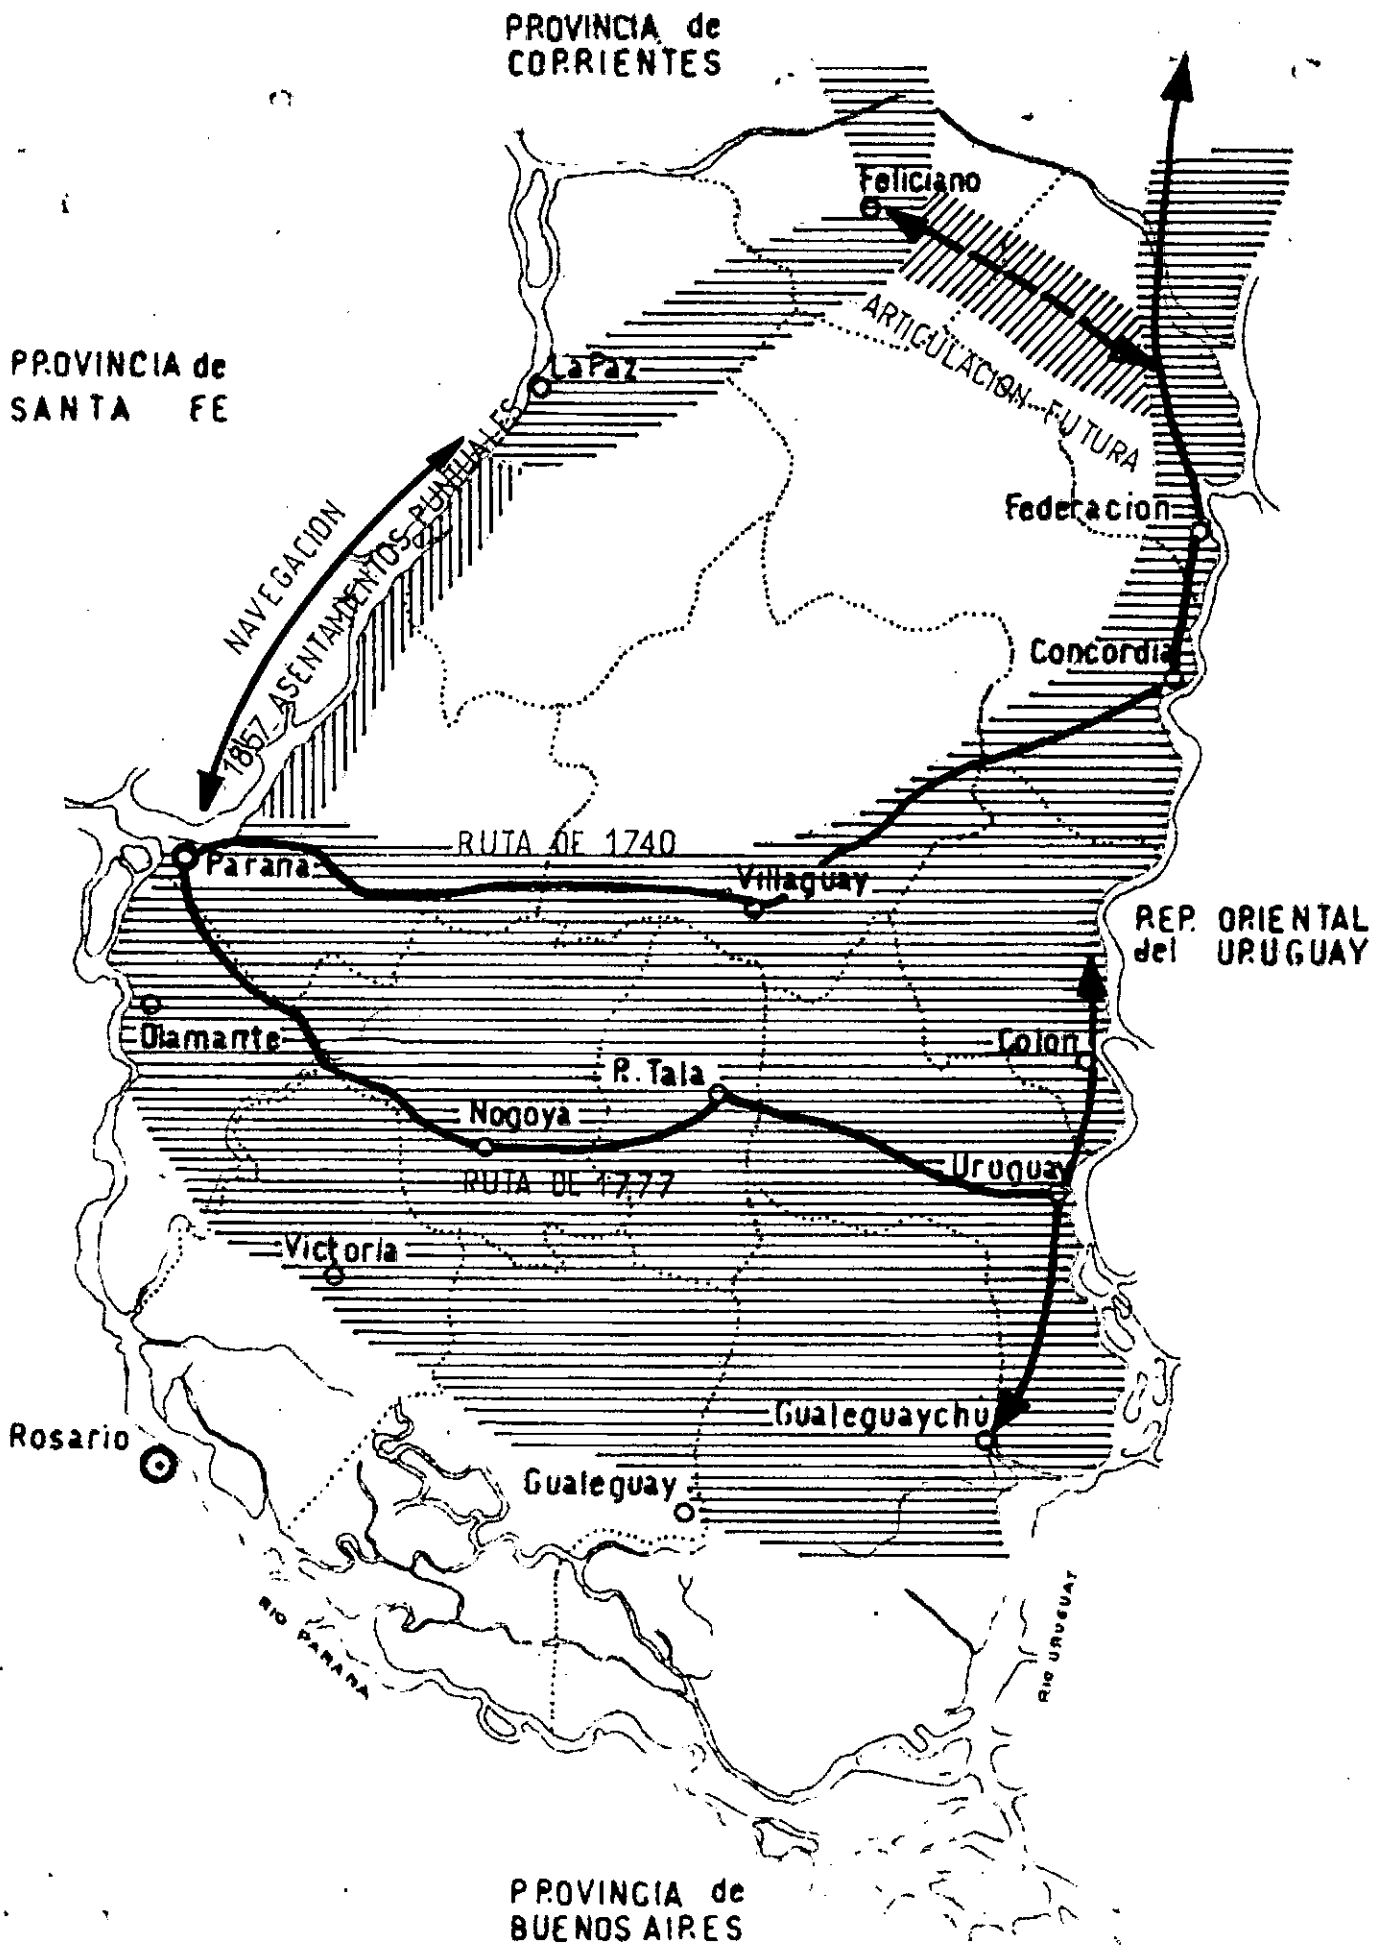 PROVINCIA de
CORRIENTES
Feliciano
ARTICULACION FUTURA
PROVINCIA de
SANTA FE
La Paz
NAVEGACION
1857 ASENTAMIENTOS PUNTUALES
Federacion
Concordia
RUTA DE 1740
Parana
Villaguay
REP. ORIENTAL
del URUGUAY
Diamante
Colon
R. Tala
Nogoya
Uruguay
RUTA DE 1777
Victoria
Gualeguaychu
Rosario
Gualeguay
RIO PARANA
RIO URUGUAY
PROVINCIA de
BUENOS AIRES